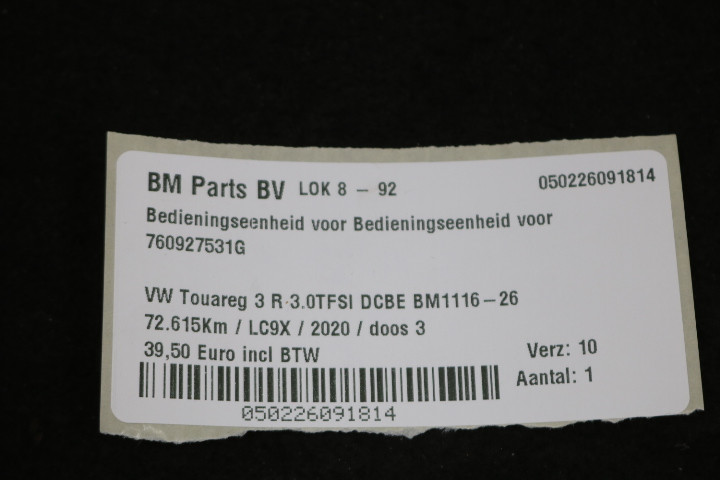 BM Parts BV LOK 8 - 92 050226091814
Bedieningseenheid voor Bedieningseenheid voor
760927531G
VW Touareg 3 R 3.0TFSI DCBE BM1116-26
72.615Km / LC9X / 2020 / doos 3
39,50 Euro incl BTW Verz: 10
Aantal: 1
050226091814